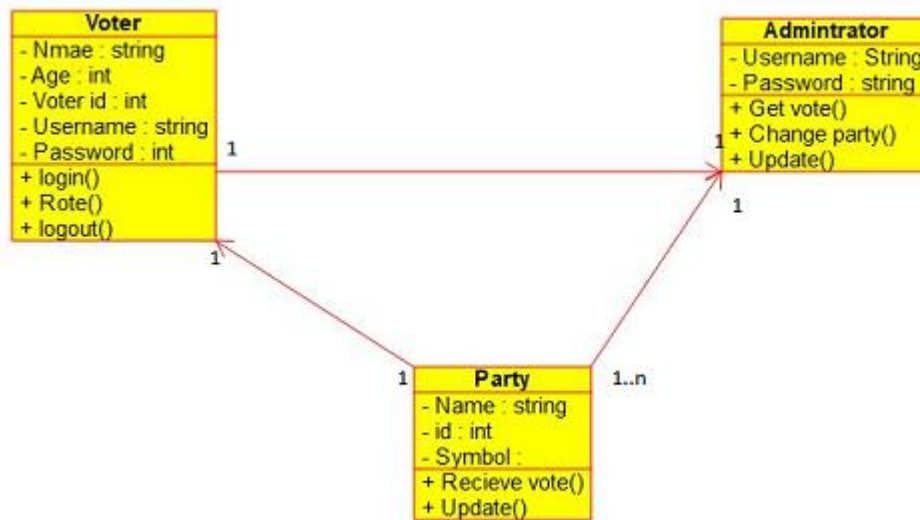 Voter
- Nmae : string
- Age : int
- Voter id : int
- Username : string
- Password : int
+ login()
+ Rote()
+ logout()
1
1
1
Admintrator
- Username : String
- Password : string
+ Get vote()
+ Change party()
+ Update()
1
1
1..n
Party
- Name : string
- id : int
- Symbol :
+ Recieve vote()
+ Update()